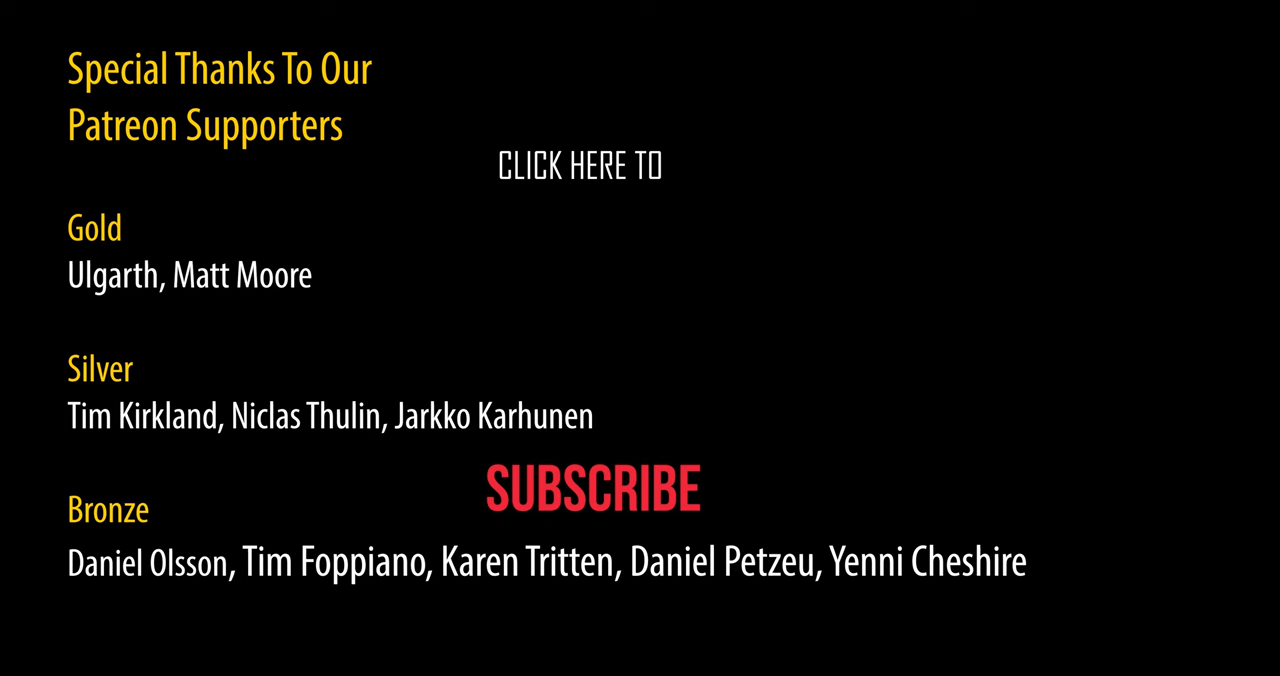 Special Thanks To Our
Patreon Supporters
CLICK HERE TO
Gold
Ulgarth, Matt Moore
Silver
Tim Kirkland, Niclas Thulin, Jarkko Karhunen
SUBSCRIBE
Bronze
Daniel Olsson, Tim Foppiano, Karen Tritten, Daniel Petzeu, Yenni Cheshire